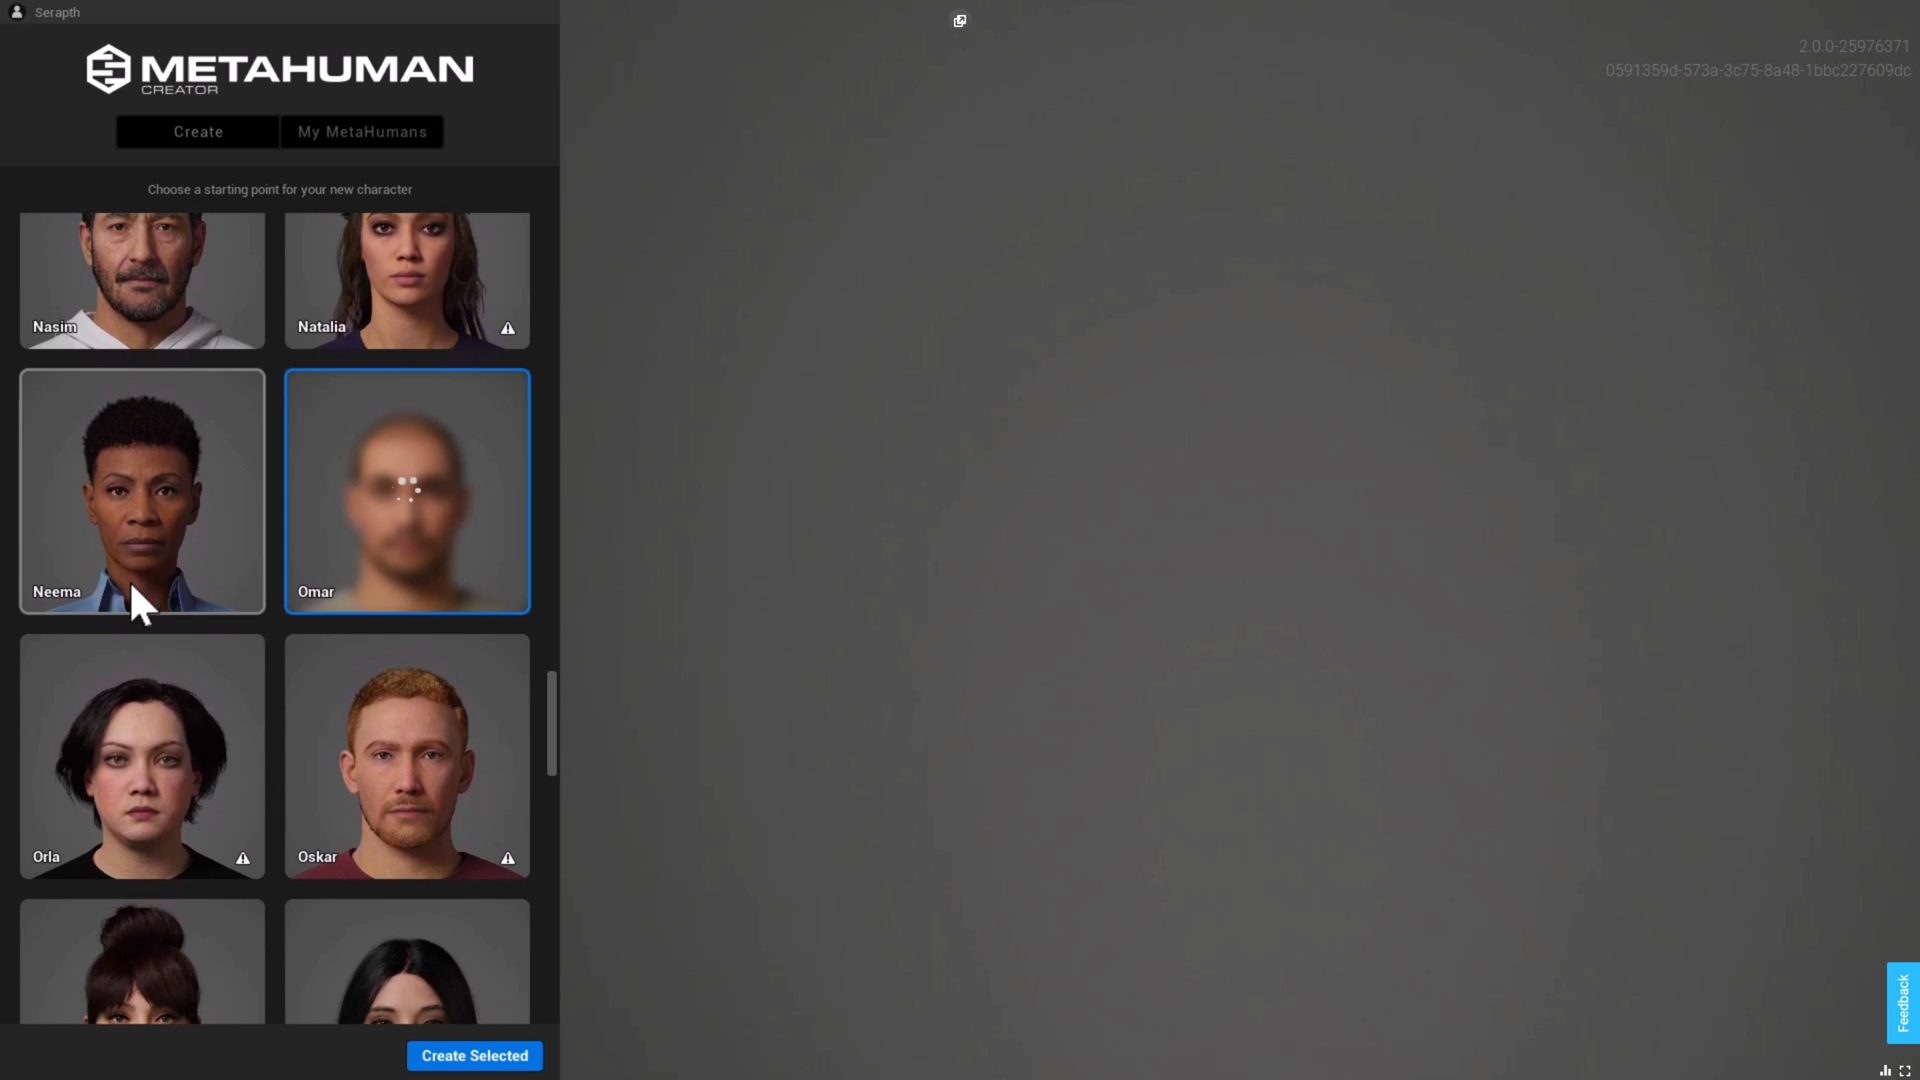 Serapth
METAHUMAN
CREATOR
Create
My MetaHumans
2.0.0-25976371
0591359d-573a-3c75-8a48-1bbc227609dc
Choose a starting point for your new character
Nasim
Natalia
Neema
Omar
Orla
Oskar
Create Selected
Feedback